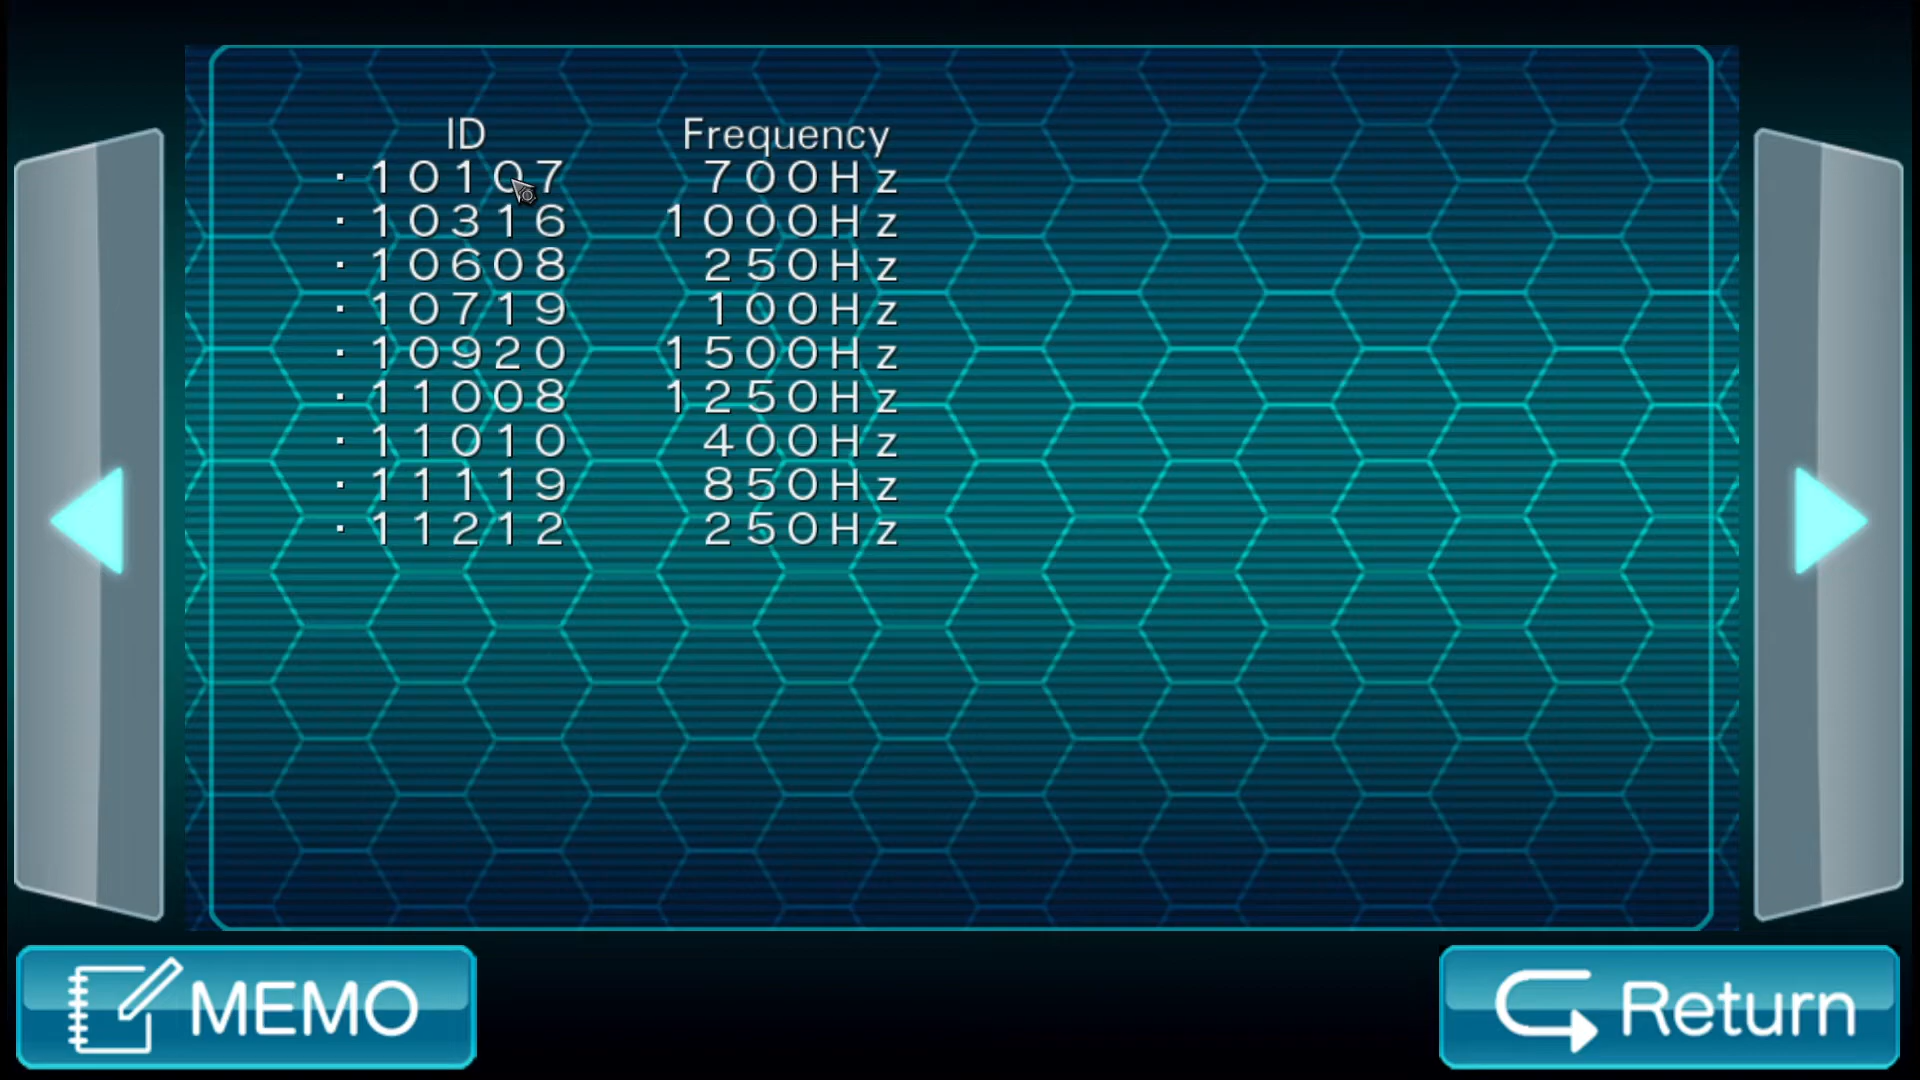 ID Frequency
・10107 700Hz
・10316 1000Hz
・10608 250Hz
・10719 100Hz
・10920 1500Hz
・11008 1250Hz
・11010 400Hz
・11119 850Hz
・11212 250Hz
MEMO
Return